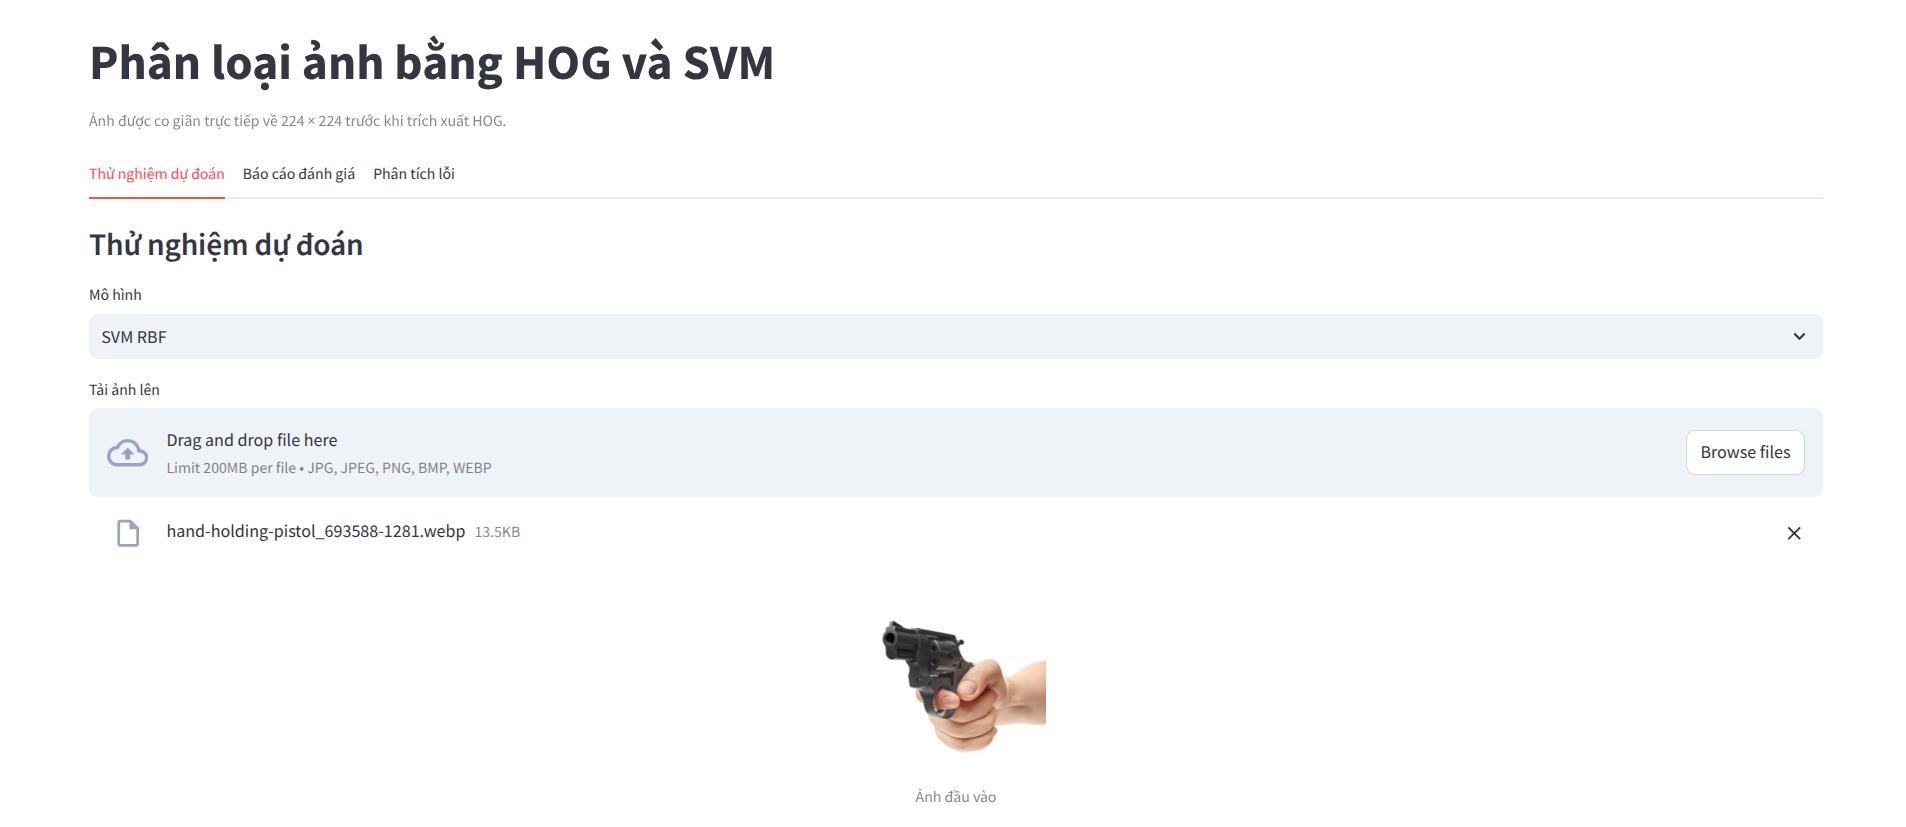 Phân loại ảnh bằng HOG và SVM
Ảnh được co giãn trực tiếp về 224 × 224 trước khi trích xuất HOG.
Thử nghiệm dự đoán Báo cáo đánh giá Phân tích lỗi
Thử nghiệm dự đoán
Mô hình
SVM RBF
Tải ảnh lên
Drag and drop file here
Limit 200MB per file • JPG, JPEG, PNG, BMP, WEBP
Browse files
hand-holding-pistol_693588-1281.webp 13.5KB
Ảnh đầu vào